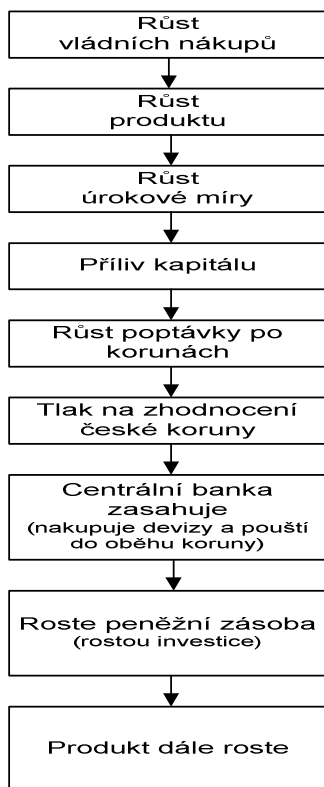 Růst
vládních nákupů
Růst
produktu
Růst
úrokové míry
Příliv kapitálu
Růst poptávky po
korunách
Tlak na zhodnocení
české koruny
Centrální banka
zasahuje
(nakupuje devizy a pouští
do oběhu koruny)
Roste peněžní zásoba
(rostou investice)
Produkt dále roste